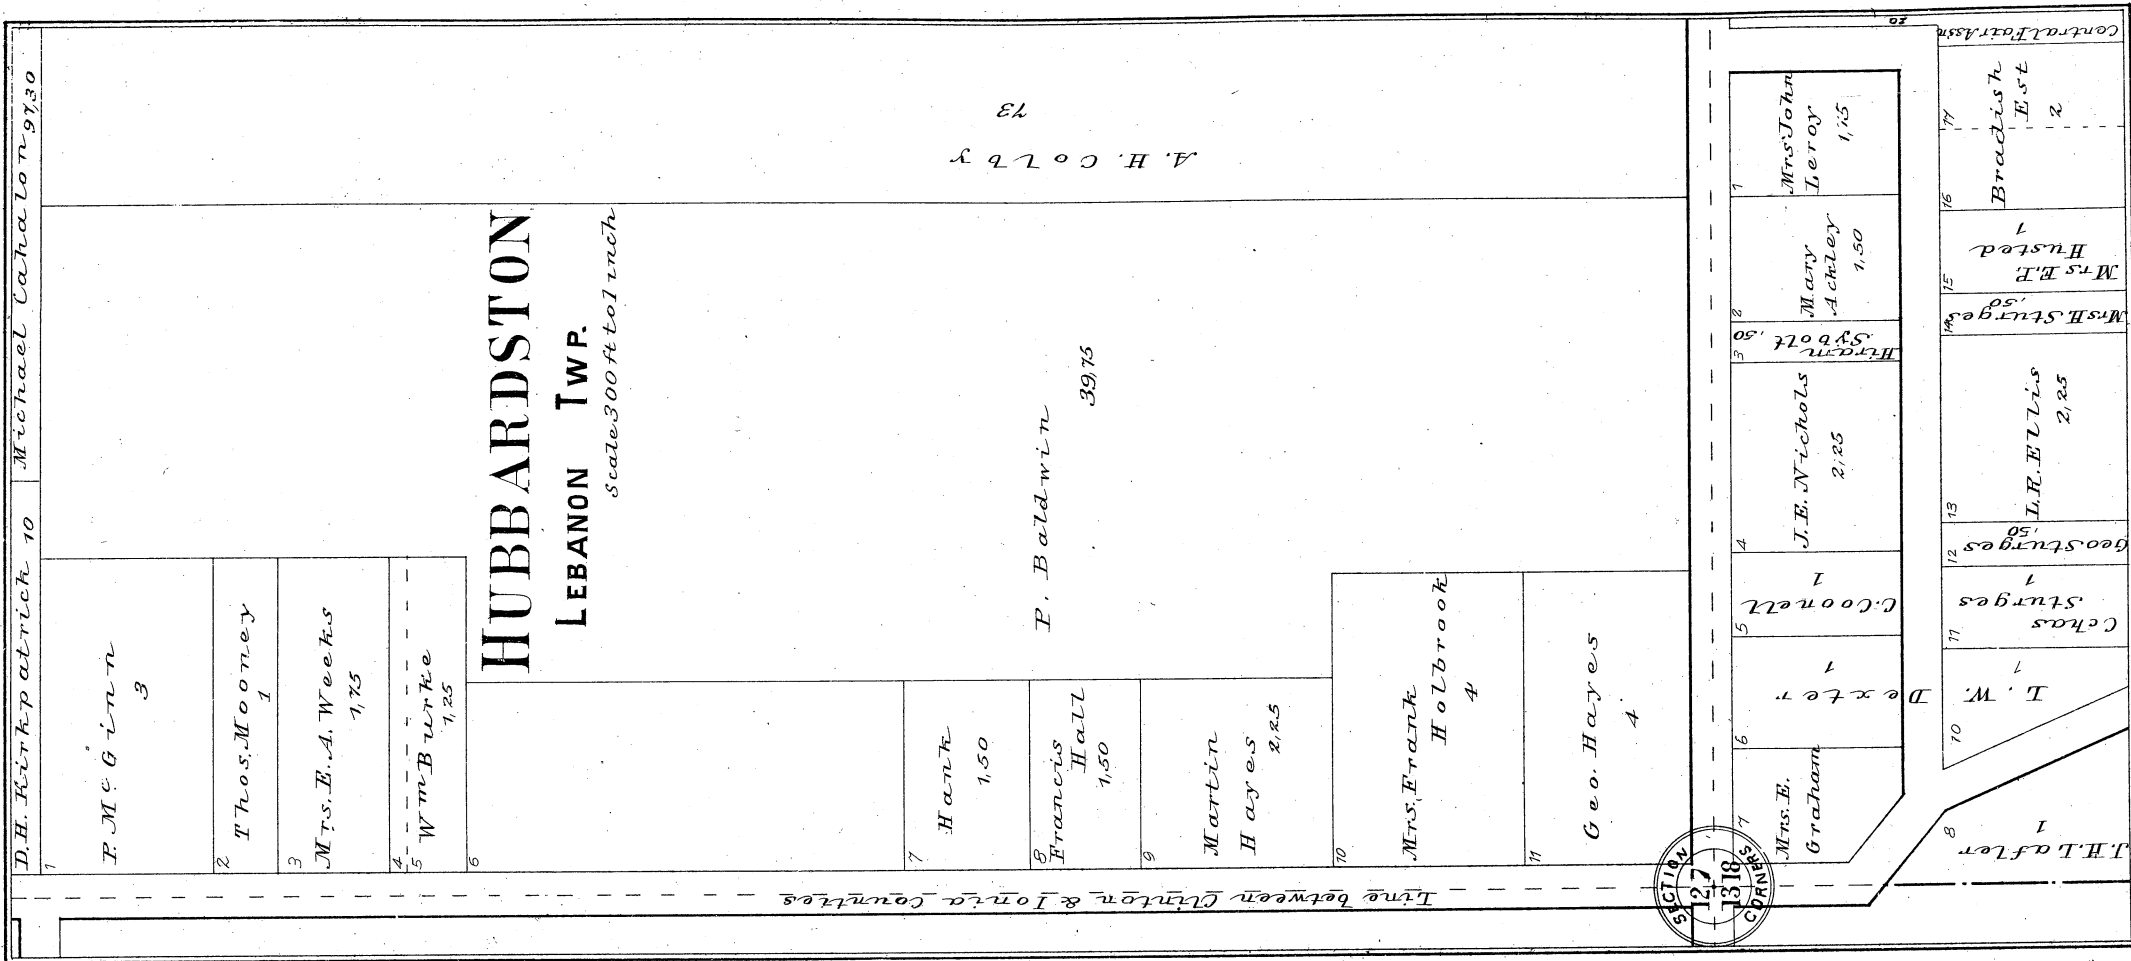 HUBBARDSTON
LEBANON TWP.
Scale 300 ft to 1 inch
D.H. Kirkpatrick 10
Michael Cahalon 97,30
A. H. Colby
73
P. Baldwin
39,75
1
P. McGinn
3
2
Thos. Mooney
1
3
Mrs. E. A. Weeks
1,75
4
5
Wm Burke
1,25
6
7
Hank
1,50
8
Francis
Hall
1,50
9
Martin
Hayes
2,25
10
Mrs. Frank
Holbrook
4
11
Geo. Hayes
4
Line between Clinton & Ionia Counties
SECTION
12 7
13 18
CORNERS
1
Mrs John
Leroy
1,75
2
Mary
Ackley
1,50
3
Hiram
Sybolt ,50
4
J. E. Nichols
2,25
5
C. Coonell
1
6
L. W. Dexter
1
1
7
Mrs. E.
Graham
8
J. H. Lafler
1
10
11
Cchas
Sturges
1
12
Geo Sturges
,50
13
L. R. Ellis
2,25
14
Mrs H Sturges
,50
15
Mrs E. P.
Husted
1
16
17
Bradish
Est
2
Central Fair Assn
20